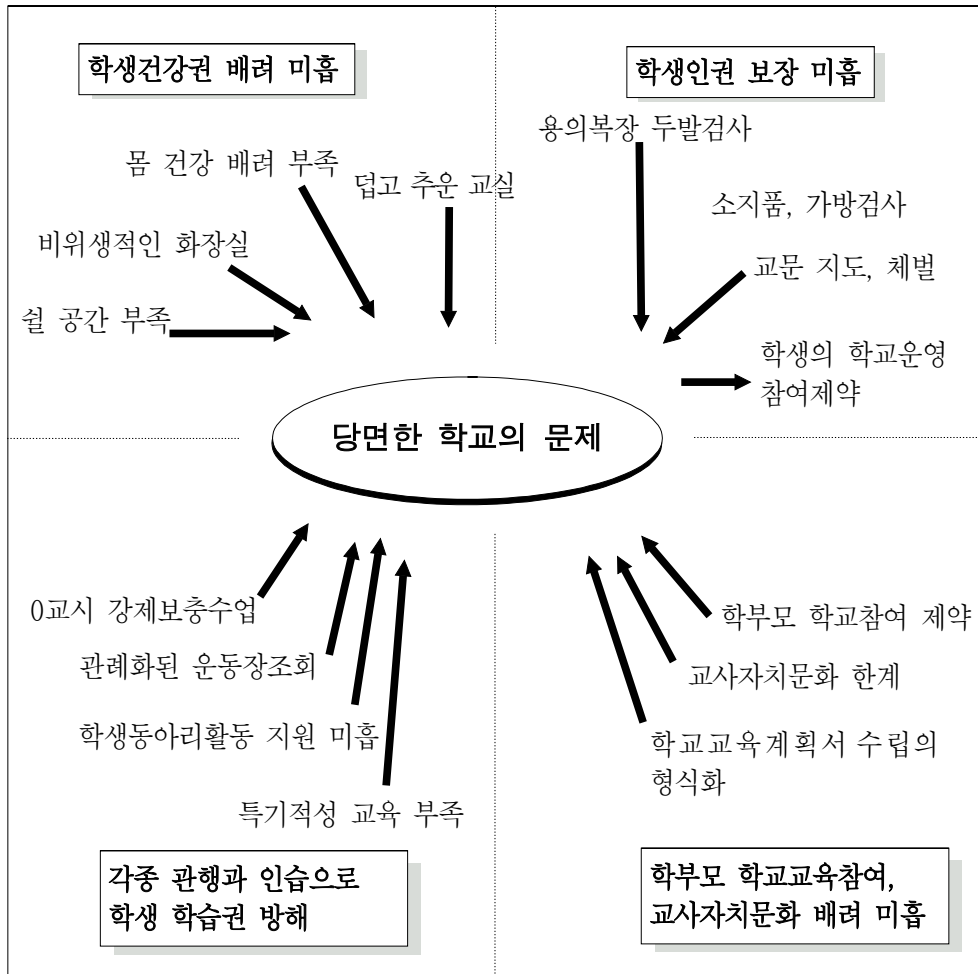 학생건강권 배려 미흡
몸 건강 배려 부족
덥고 추운 교실
비위생적인 화장실
쉴 공간 부족
학생인권 보장 미흡
용의복장 두발검사
소지품, 가방검사
교문 지도, 체벌
학생의 학교운영
참여제약
당면한 학교의 문제
0교시 강제보충수업
관례화된 운동장조회
학생동아리활동 지원 미흡
특기적성 교육 부족
각종 관행과 인습으로
학생 학습권 방해
학부모 학교참여 제약
교사자치문화 한계
학교교육계획서 수립의
형식화
학부모 학교교육참여,
교사자치문화 배려 미흡